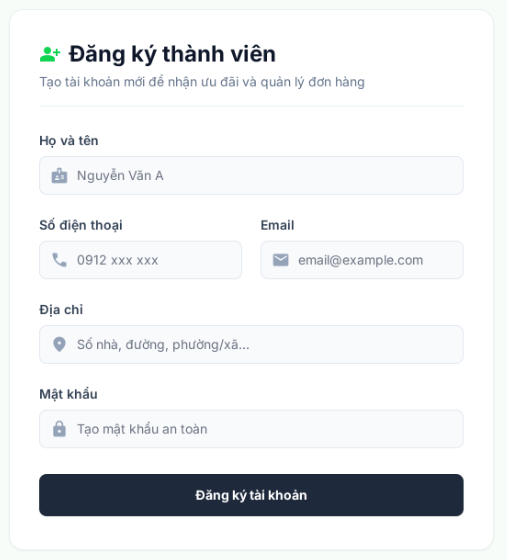 Đăng ký thành viên
Tạo tài khoản mới để nhận ưu đãi và quản lý đơn hàng
Họ và tên
Nguyễn Văn A
Số điện thoại
Email
0912 xxx xxx
email@example.com
Địa chỉ
Số nhà, đường, phường/xã...
Mật khẩu
Tạo mật khẩu an toàn
Đăng ký tài khoản